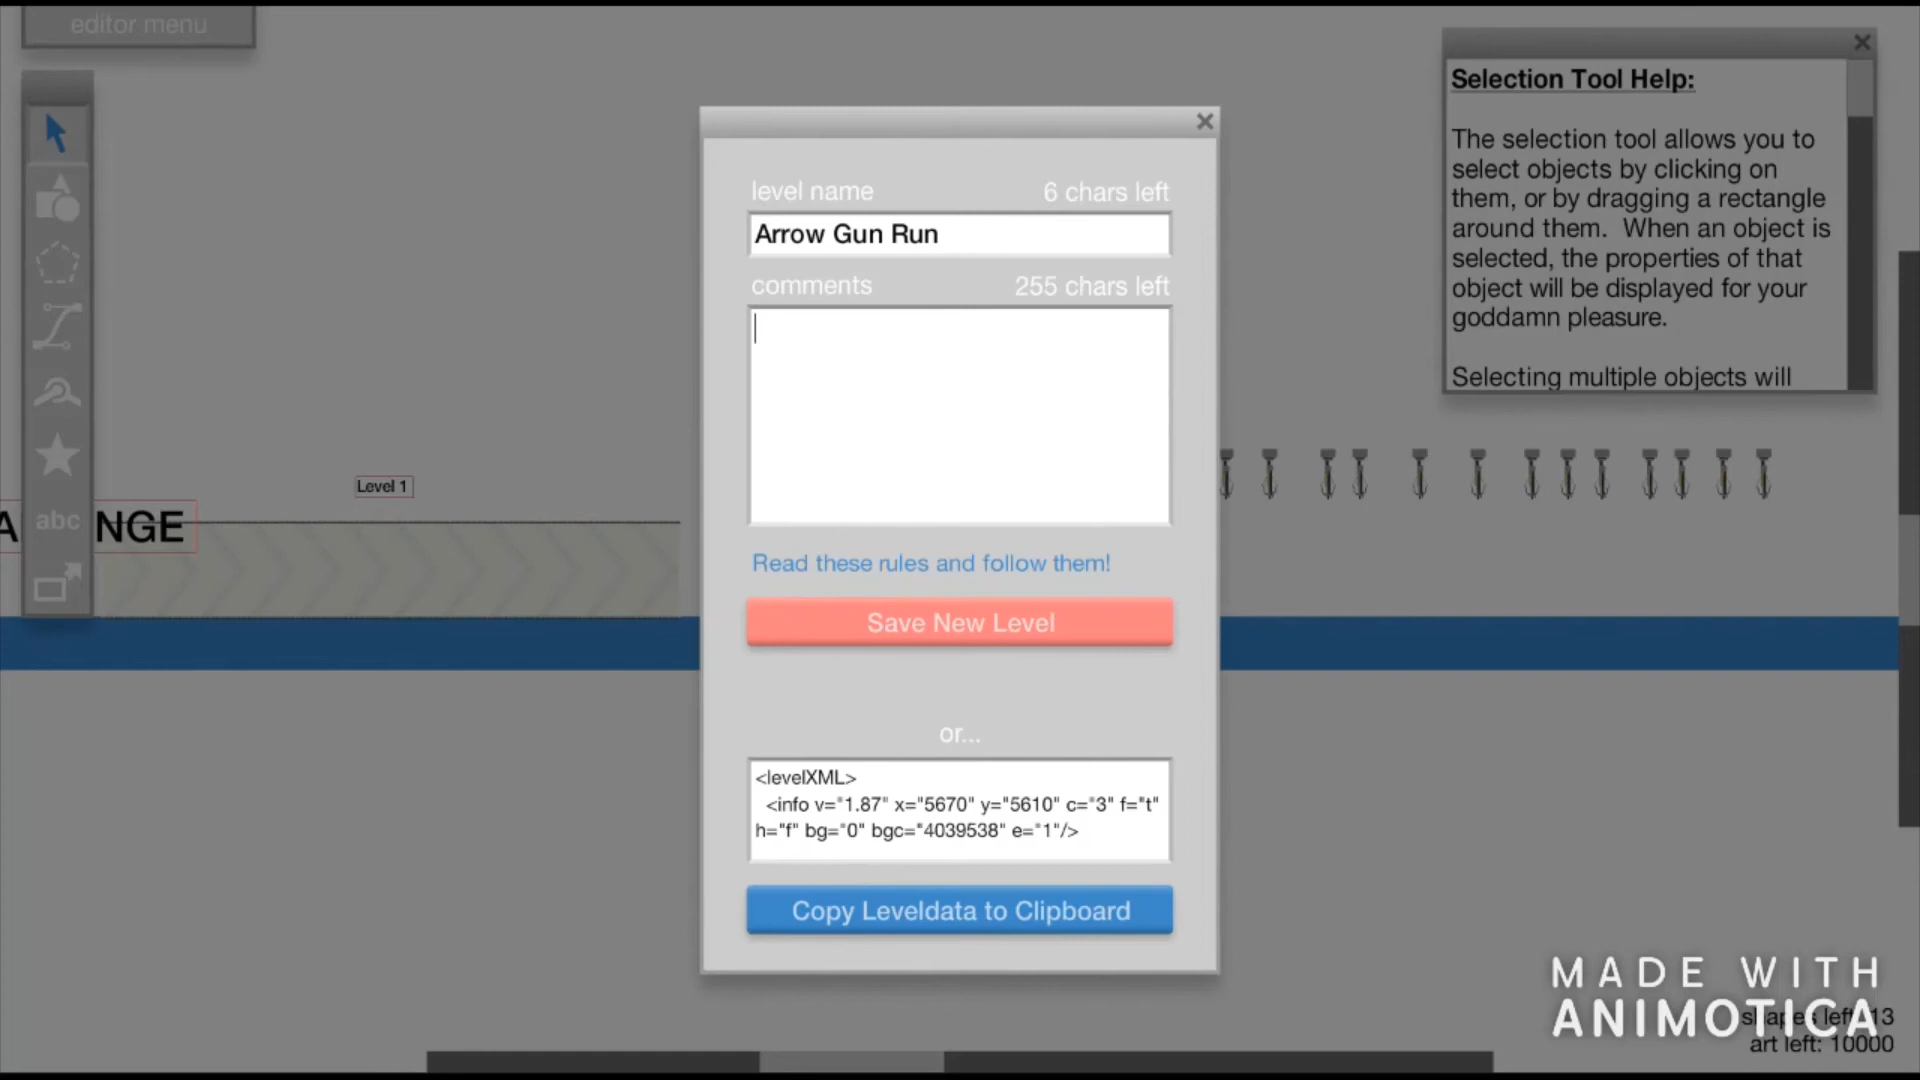 editor menu
Selection Tool Help:
The selection tool allows you to
select objects by clicking on
them, or by dragging a rectangle
around them.  When an object is
selected, the properties of that
object will be displayed for your
goddamn pleasure.
Selecting multiple objects will
level name 6 chars left
Arrow Gun Run
comments 255 chars left
Level 1
A
NGE
abc
Read these rules and follow them!
Save New Level
or...
<levelXML>
<info v="1.87" x="5670" y="5610" c="3" f="t"
h="f" bg="0" bgc="4039538" e="1"/>
Copy Leveldata to Clipboard
MADE WITH
ANIMOTICA
shapes left: 13
art left: 10000